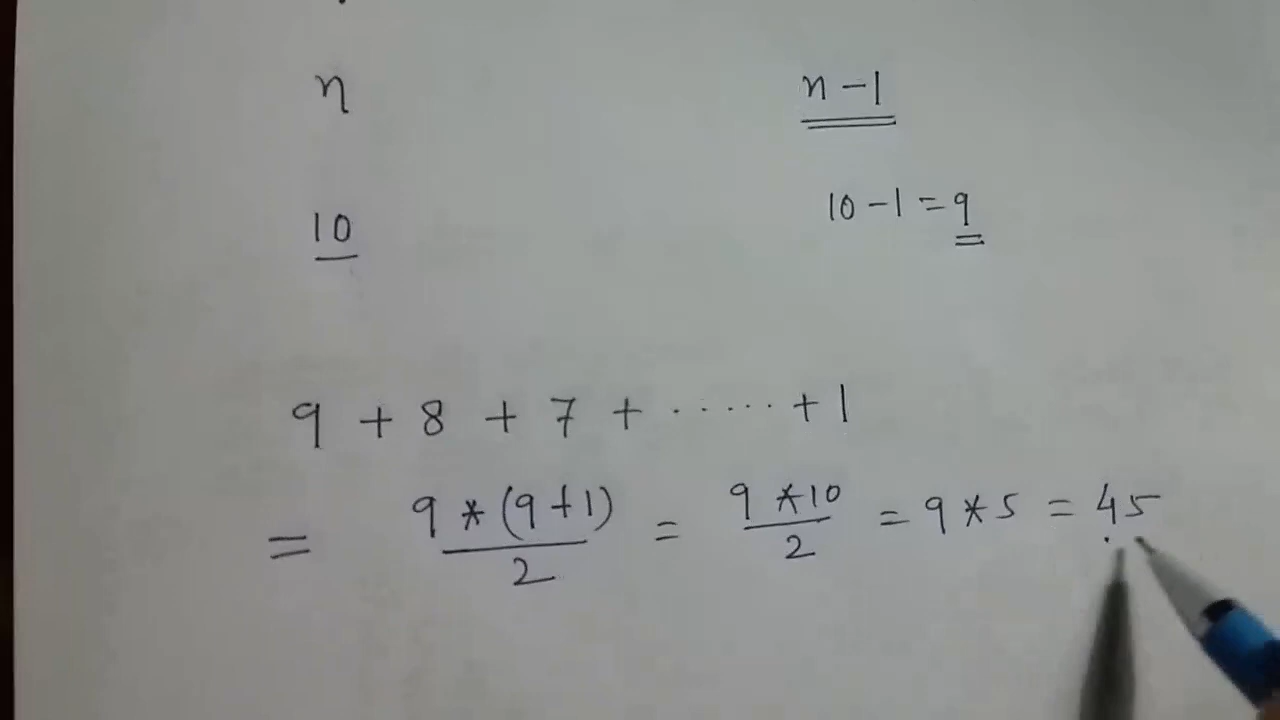 n n-1
10 10-1=9
9 + 8 + 7 + ...... + 1
= 9*(9+1)/2 = 9*10/2 = 9*5 = 45